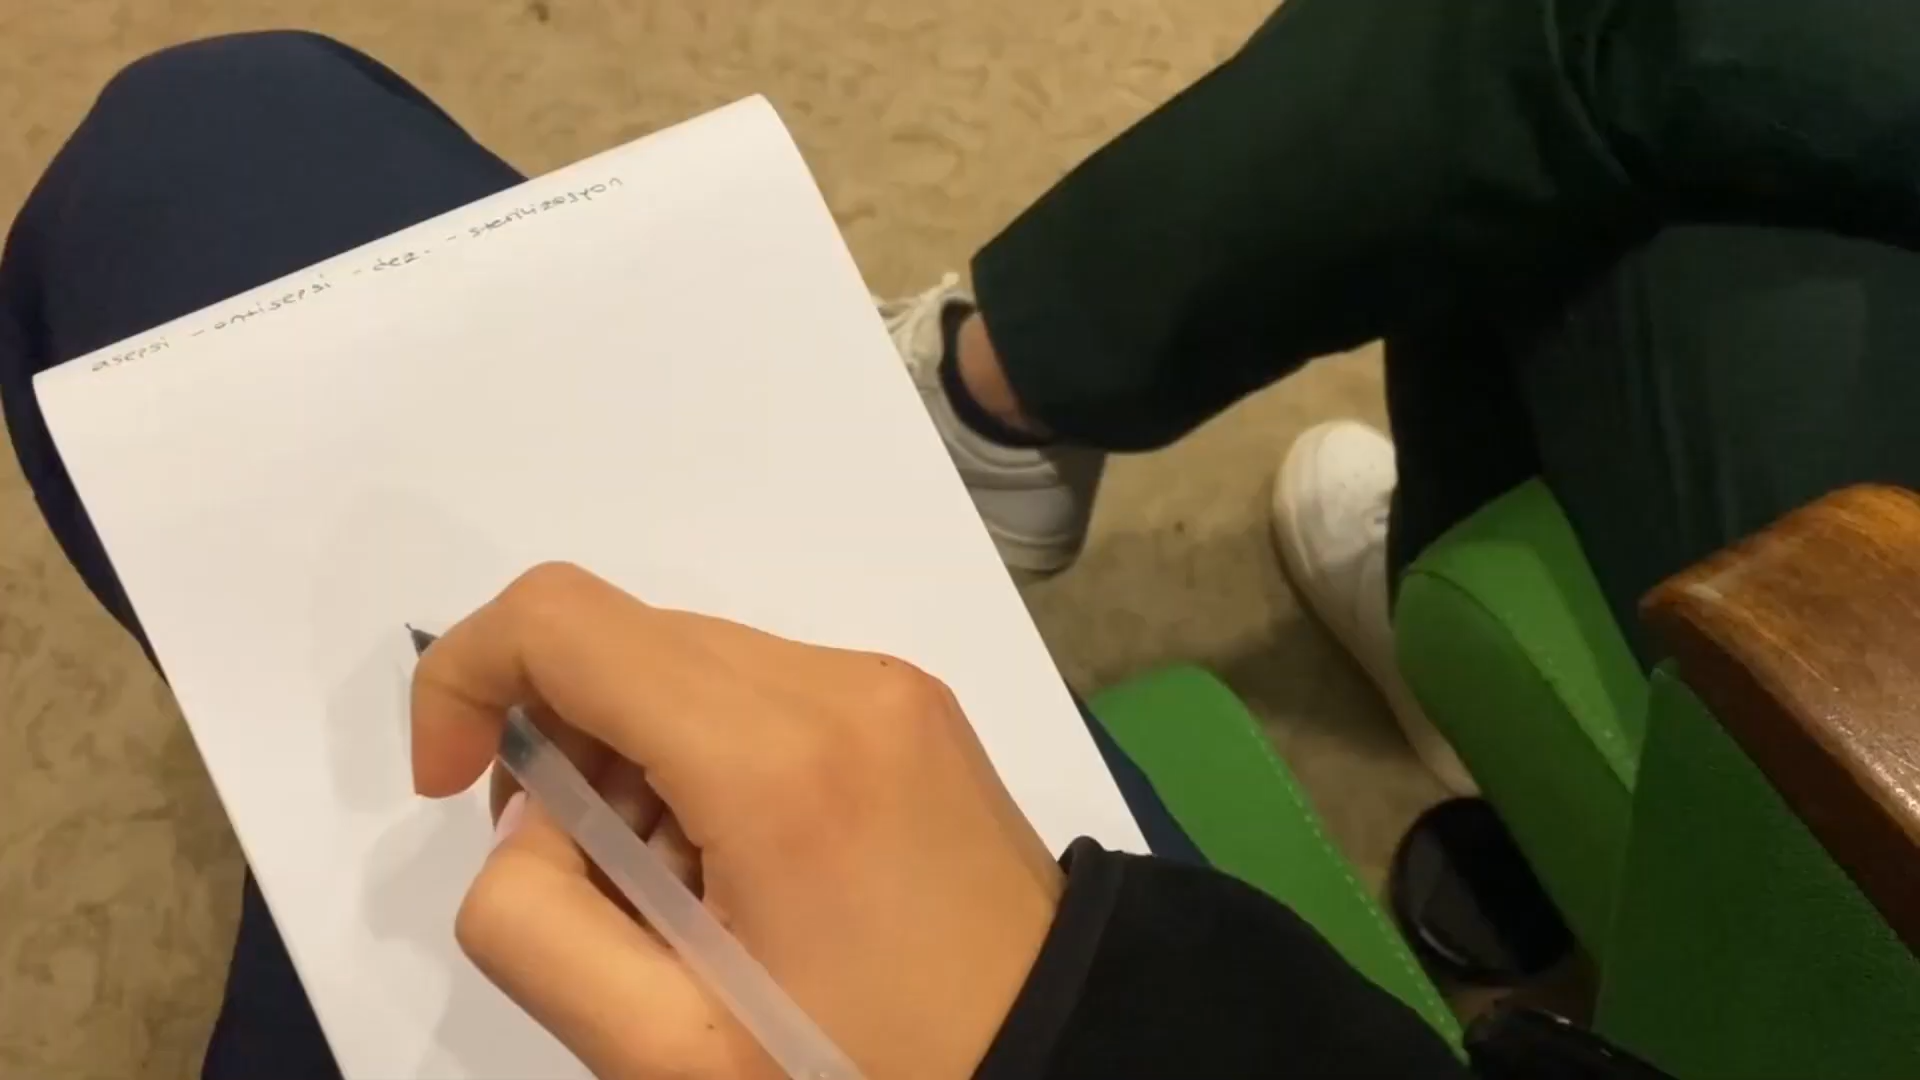 asepsi - antisepsi - dez. - sterilizasyon